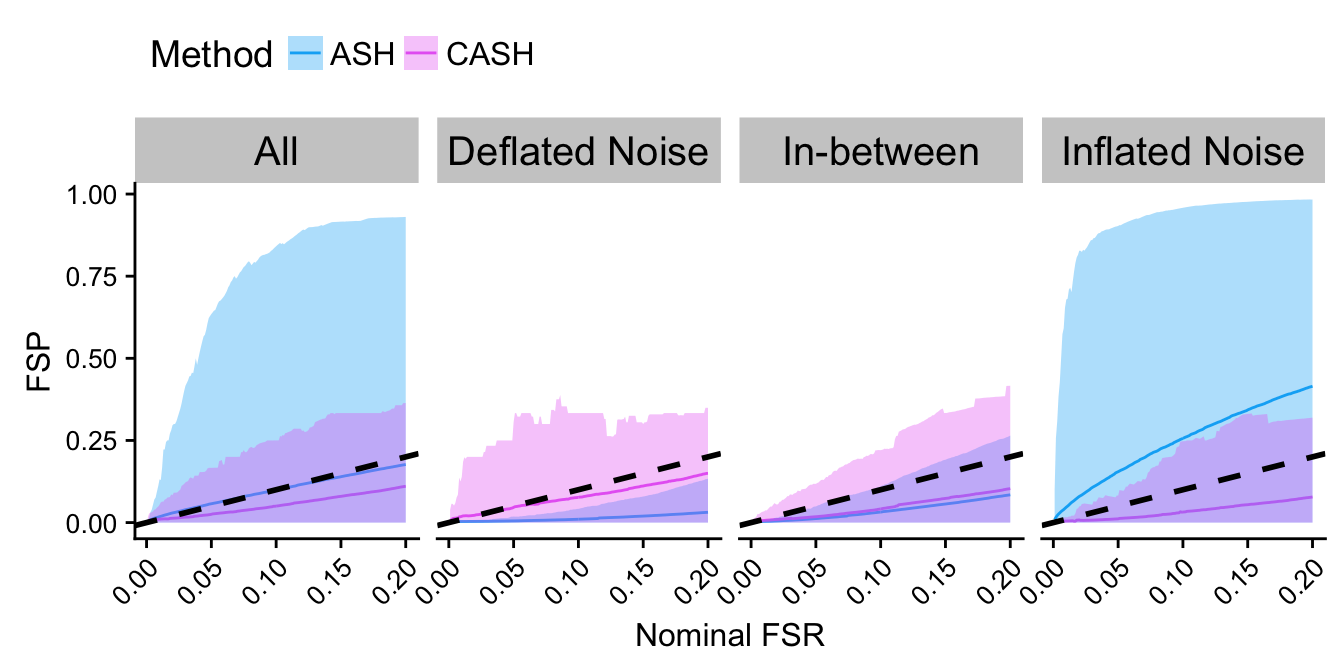 Method ASH CASH
All Deflated Noise In-between Inflated Noise
1.00
0.75
0.50
0.25
0.00
FSP
0.00 0.05 0.10 0.15 0.20 0.00 0.05 0.10 0.15 0.20 0.00 0.05 0.10 0.15 0.20 0.00 0.05 0.10 0.15 0.20
Nominal FSR